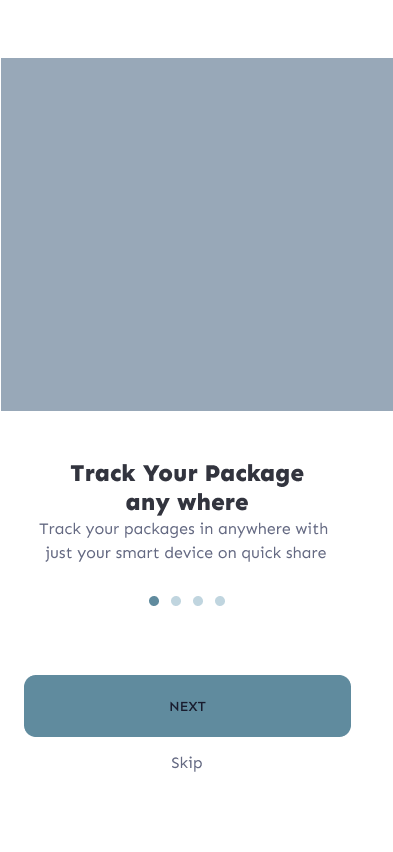 Track Your Package
any where
Track your packages in anywhere with
just your smart device on quick share
NEXT
Skip